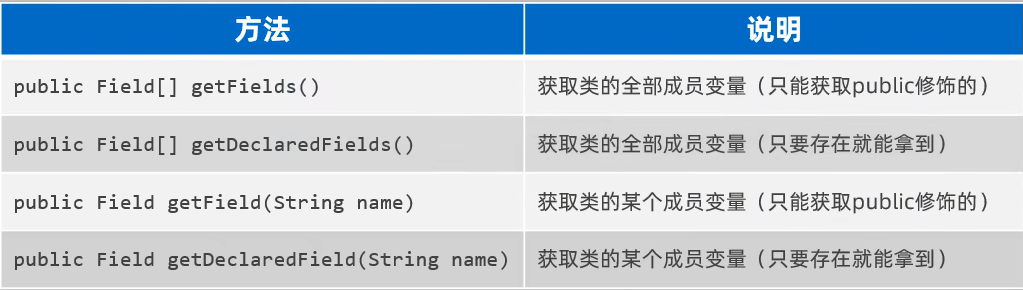 方法
说明
public Field[] getFields()
获取类的全部成员变量（只能获取public修饰的）
public Field[] getDeclaredFields()
获取类的全部成员变量（只要存在就能拿到）
public Field getField(String name)
获取类的某个成员变量（只能获取public修饰的）
public Field getDeclaredField(String name)
获取类的某个成员变量（只要存在就能拿到）